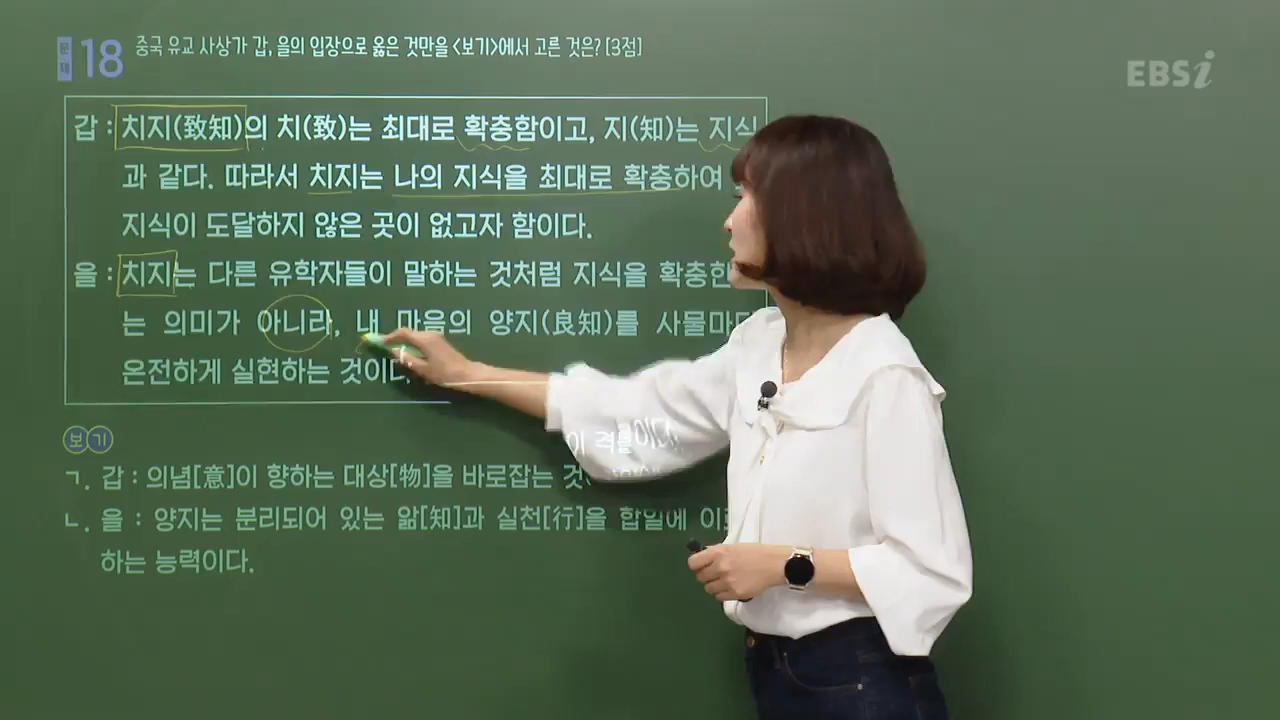 문제 18 중국 유교 사상가 갑, 을의 입장으로 옳은 것만을 <보기>에서 고른 것은? [3점]
EBSi
갑 : 치지(致知)의 치(致)는 최대로 확충함이고, 지(知)는 지식
과 같다. 따라서 치지는 나의 지식을 최대로 확충하여
지식이 도달하지 않은 곳이 없고자 함이다.
을 : 치지는 다른 유학자들이 말하는 것처럼 지식을 확충한
는 의미가 아니라, 내 마음의 양지(良知)를 사물마다
온전하게 실현하는 것이다.
이 격물이다.
보기
ㄱ. 갑 : 의념[意]이 향하는 대상[物]을 바로잡는
ㄴ. 을 : 양지는 분리되어 있는 앎[知]과 실천[行]을 합일에
하는 능력이다.